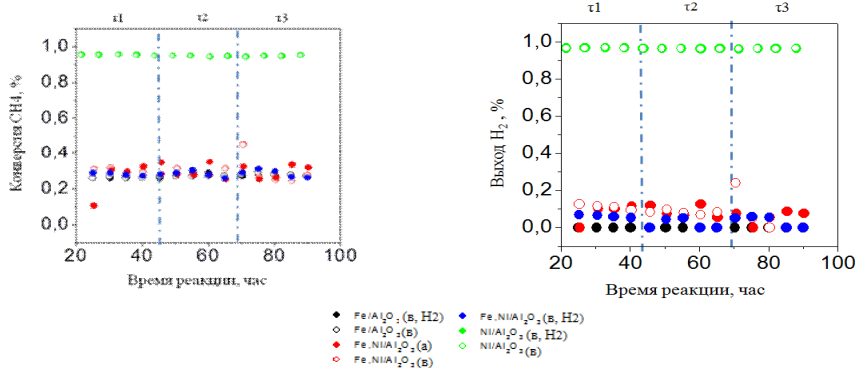 τ1 τ2 τ3
1,0
0,8
0,6
0,4
0,2
0,0
Конверсия CH4, %
20 40 60 80 100
Время реакции, час
τ1 τ2 τ3
1,0
0,8
0,6
0,4
0,2
0,0
Выход H₂ , %
20 40 60 80 100
Время реакции, час
Fe/Al₂O₃ (в, H2)
Fe/Al₂O₃ (в)
Fe,Ni/Al₂O₃ (а)
Fe,Ni/Al₂O₃ (в)
Fe,Ni/Al₂O₃ (в, H2)
Ni/Al₂O₃ (в, H2)
Ni/Al₂O₃ (в)